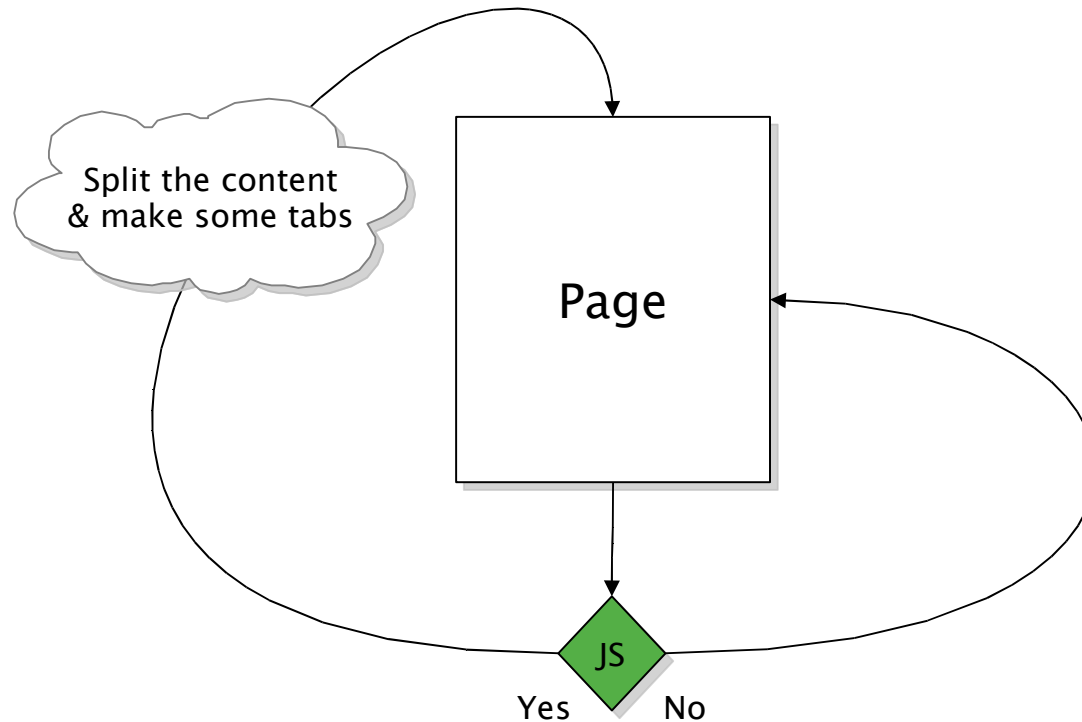 Split the content
& make some tabs
Page
JS
Yes
No